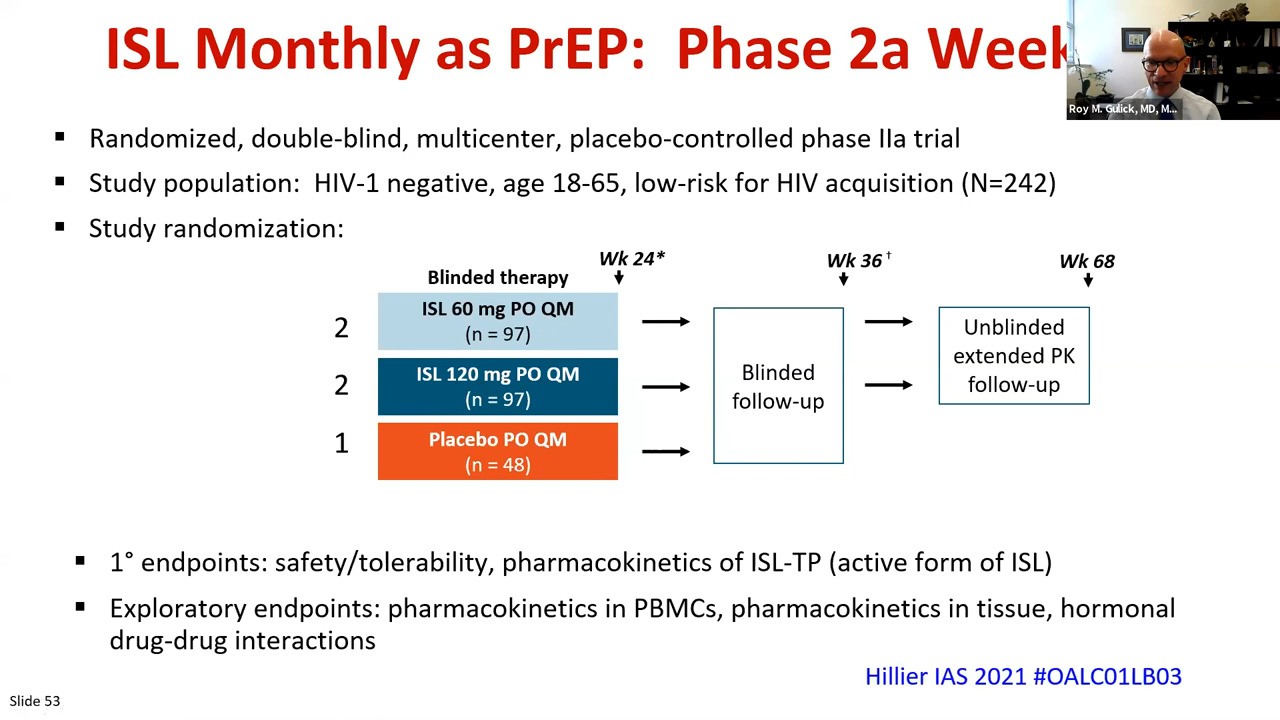 ISL Monthly as PrEP: Phase 2a Week
Roy M. Gulick, MD, M...
▪ Randomized, double-blind, multicenter, placebo-controlled phase IIa trial
▪ Study population: HIV-1 negative, age 18-65, low-risk for HIV acquisition (N=242)
▪ Study randomization:
Wk 24*
Wk 36†
Wk 68
Blinded therapy
2
ISL 60 mg PO QM
(n = 97)
2
ISL 120 mg PO QM
(n = 97)
1
Placebo PO QM
(n = 48)
Blinded
follow-up
Unblinded
extended PK
follow-up
▪ 1° endpoints: safety/tolerability, pharmacokinetics of ISL-TP (active form of ISL)
▪ Exploratory endpoints: pharmacokinetics in PBMCs, pharmacokinetics in tissue, hormonal
drug-drug interactions
Hillier IAS 2021 #OALC01LB03
Slide 53